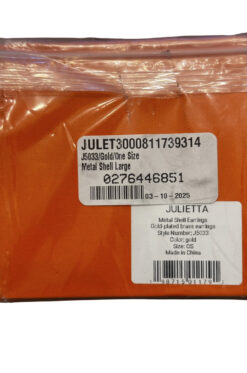 JULET3000811739314
J5033/Gold/One Size
Metal Shell Large
0276446851
03-10-2025
JULIETTA
Metal Shell Earrings
Gold-plated brass earrings
Style Number: J5033
Color: gold
Size: OS
Made in China